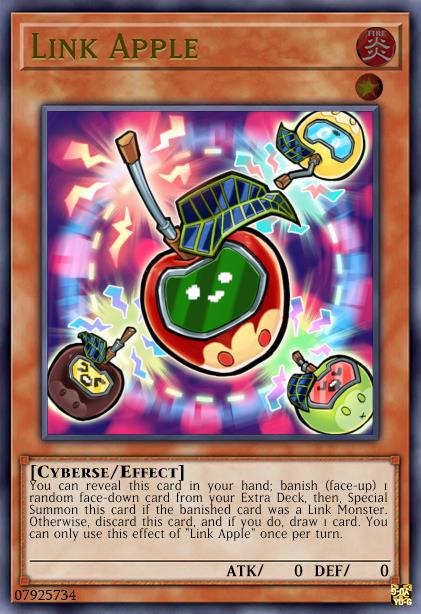 LINK APPLE
FIRE
炎
[CYBERSE/EFFECT]
You can reveal this card in your hand; banish (face-up) 1
random face-down card from your Extra Deck, then, Special
Summon this card if the banished card was a Link Monster.
Otherwise, discard this card, and if you do, draw 1 card. You
can only use this effect of "Link Apple" once per turn.
ATK/ 0 DEF/ 0
07925734